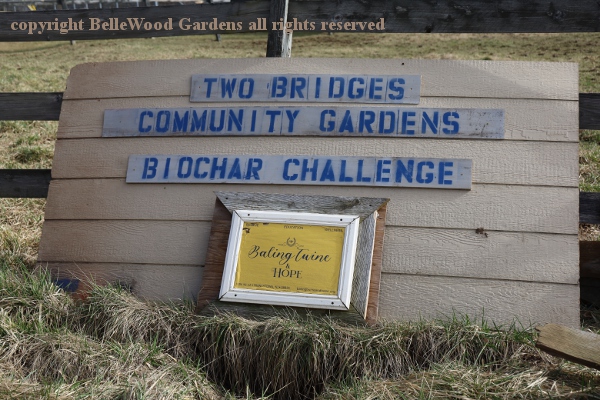 copyright BelleWood Gardens all rights reserved
TWO BRIDGES
COMMUNITY GARDENS
BIOCHAR CHALLENGE
Baling Twine
&
HOPE